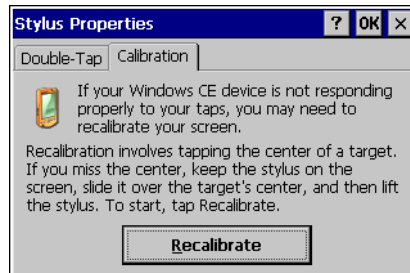 Stylus Properties ? OK ×
Double-Tap Calibration
If your Windows CE device is not responding
properly to your taps, you may need to
recalibrate your screen.
Recalibration involves tapping the center of a target.
If you miss the center, keep the stylus on the
screen, slide it over the target's center, and then lift
the stylus. To start, tap Recalibrate.
Recalibrate